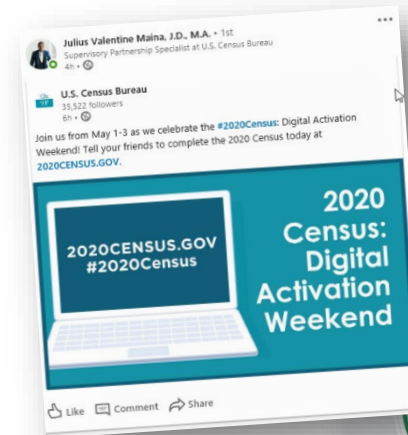 Julius Valentine Maina, J.D., M.A. • 1st
Supervisory Partnership Specialist at U.S. Census Bureau
4h •
U.S. Census Bureau
35,522 followers
6h •
Join us from May 1-3 as we celebrate the #2020Census: Digital Activation
Weekend! Tell your friends to complete the 2020 Census today at
2020CENSUS.GOV.
2020CENSUS.GOV
#2020Census
2020
Census:
Digital
Activation
Weekend
Like Comment Share